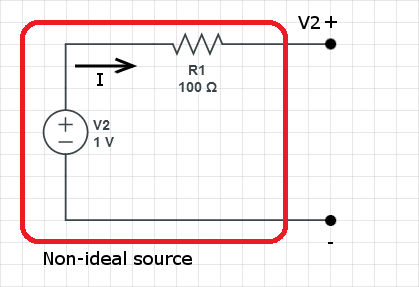 V2 +
R1
100 Ω
I
+
−
V2
1 V
-
Non-ideal source